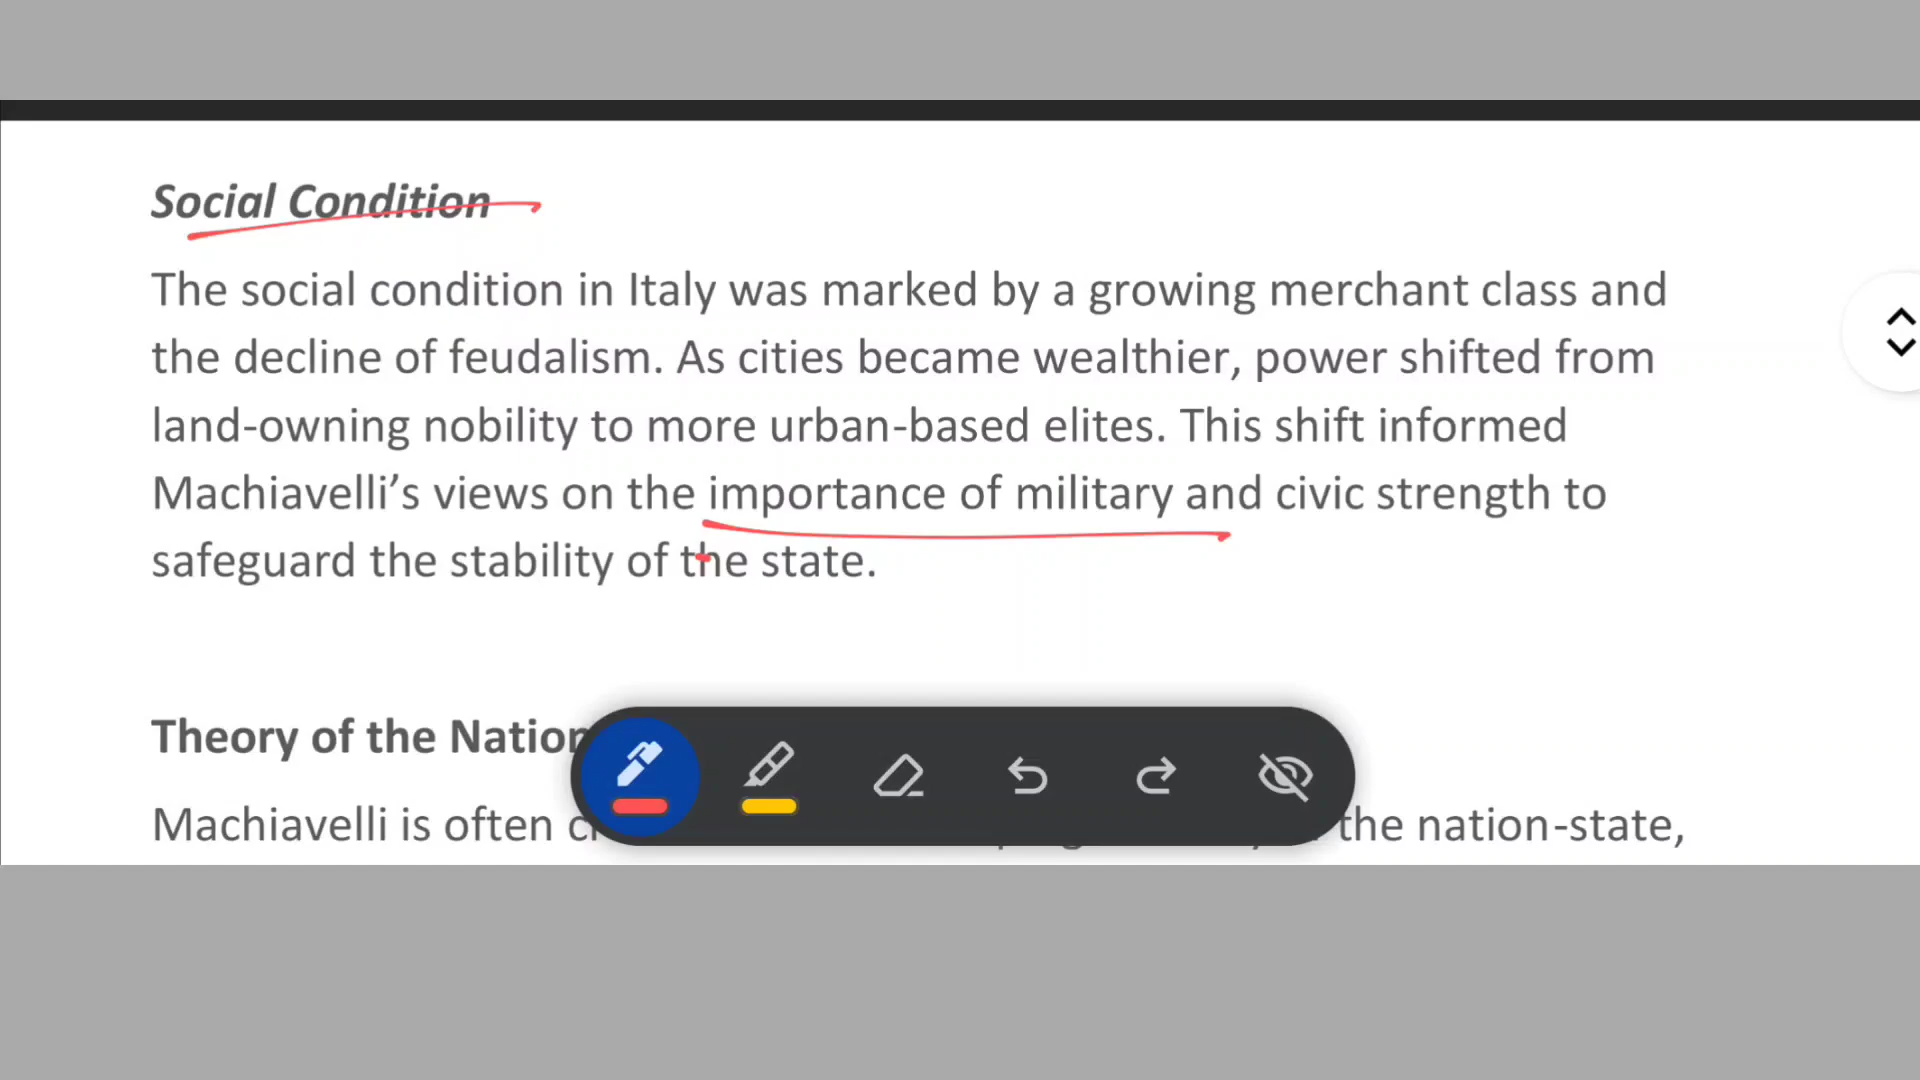 Social Condition
The social condition in Italy was marked by a growing merchant class and
the decline of feudalism. As cities became wealthier, power shifted from
land-owning nobility to more urban-based elites. This shift informed
Machiavelli’s views on the importance of military and civic strength to
safeguard the stability of the state.
Theory of the Nation
Machiavelli is often the nation-state,